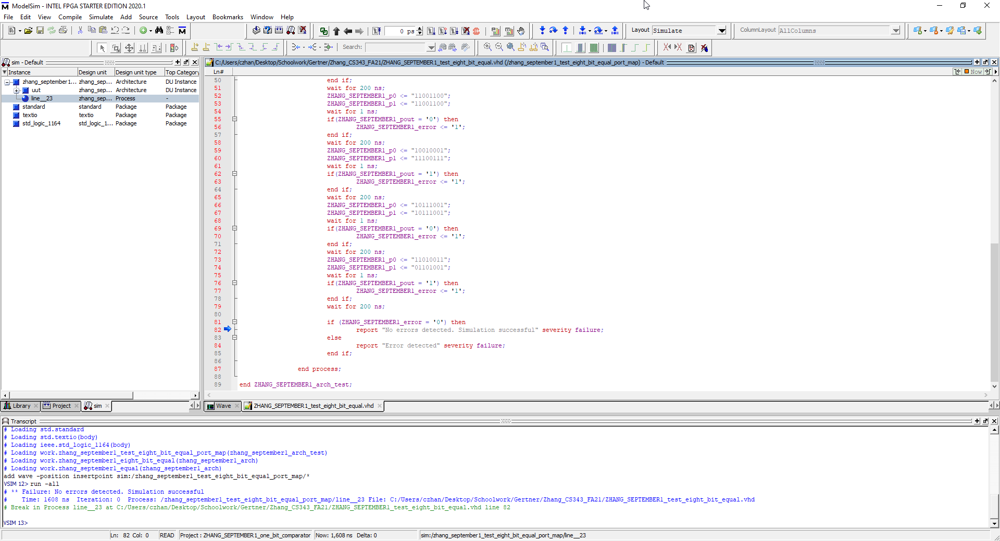 ModelSim - INTEL FPGA STARTER EDITION 2020.1
File Edit View Compile Simulate Add Source Tools Layout Bookmarks Window Help
0 ps
Layout Simulate
ColumnLayout AllColumns
Search:
sim - Default
Instance Design unit Design unit type Top Category
zhang_september1... zhang_sep... Architecture DU Instance
uut zhang_sep... Architecture DU Instance
line__23 zhang_sep... Process -
standard standard Package Package
textio textio Package Package
std_logic_1164 std_logic_1... Package Package
Library Project sim
C:/Users/czhan/Desktop/Schoolwork/Gertner/Zhang_CS343_FA21/ZHANG_SEPTEMBER1_test_eight_bit_equal.vhd (/zhang_september1_test_eight_bit_equal_port_map) - Default
Ln# Now
50 end if;
51 wait for 200 ns;
52 ZHANG_SEPTEMBER1_p0 <= "11001100";
53 ZHANG_SEPTEMBER1_p1 <= "11001100";
54 wait for 1 ns;
55 if(ZHANG_SEPTEMBER1_pout = '0') then
56 ZHANG_SEPTEMBER1_error <= '1';
57 end if;
58 wait for 200 ns;
59 ZHANG_SEPTEMBER1_p0 <= "10010001";
60 ZHANG_SEPTEMBER1_p1 <= "11100111";
61 wait for 1 ns;
62 if(ZHANG_SEPTEMBER1_pout = '1') then
63 ZHANG_SEPTEMBER1_error <= '1';
64 end if;
65 wait for 200 ns;
66 ZHANG_SEPTEMBER1_p0 <= "10111001";
67 ZHANG_SEPTEMBER1_p1 <= "10111001";
68 wait for 1 ns;
69 if(ZHANG_SEPTEMBER1_pout = '0') then
70 ZHANG_SEPTEMBER1_error <= '1';
71 end if;
72 wait for 200 ns;
73 ZHANG_SEPTEMBER1_p0 <= "11010011";
74 ZHANG_SEPTEMBER1_p1 <= "01101001";
75 wait for 1 ns;
76 if(ZHANG_SEPTEMBER1_pout = '1') then
77 ZHANG_SEPTEMBER1_error <= '1';
78 end if;
79 wait for 200 ns;
80
81 if (ZHANG_SEPTEMBER1_error = '0') then
82 report "No errors detected. Simulation successful" severity failure;
83 else
84 report "Error detected" severity failure;
85 end if;
86
87 end process;
88
89 end ZHANG_SEPTEMBER1_arch_test;
Wave ZHANG_SEPTEMBER1_test_eight_bit_equal.vhd
Transcript
# Loading std.standard
# Loading std.textio(body)
# Loading ieee.std_logic_1164(body)
# Loading work.zhang_september1_test_eight_bit_equal_port_map(zhang_september1_arch_test)
# Loading work.zhang_september1_eight_bit_equal(zhang_september1_arch)
# Loading work.zhang_september1_equal(zhang_september1_arch)
add wave -position insertpoint sim:/zhang_september1_test_eight_bit_equal_port_map/*
VSIM 12> run -all
# ** Failure: No errors detected. Simulation successful
# Time: 1608 ns Iteration: 0 Process: /zhang_september1_test_eight_bit_equal_port_map/line__23 File: C:/Users/czhan/Desktop/Schoolwork/Gertner/Zhang_CS343_FA21/ZHANG_SEPTEMBER1_test_eight_bit_equal.vhd
# Break in Process line__23 at C:/Users/czhan/Desktop/Schoolwork/Gertner/Zhang_CS343_FA21/ZHANG_SEPTEMBER1_test_eight_bit_equal.vhd line 82
VSIM 13>
Ln: 82 Col: 0 READ Project : ZHANG_SEPTEMBER1_one_bit_comparator Now: 1,608 ns Delta: 0 sim:/zhang_september1_test_eight_bit_equal_port_map/line__23